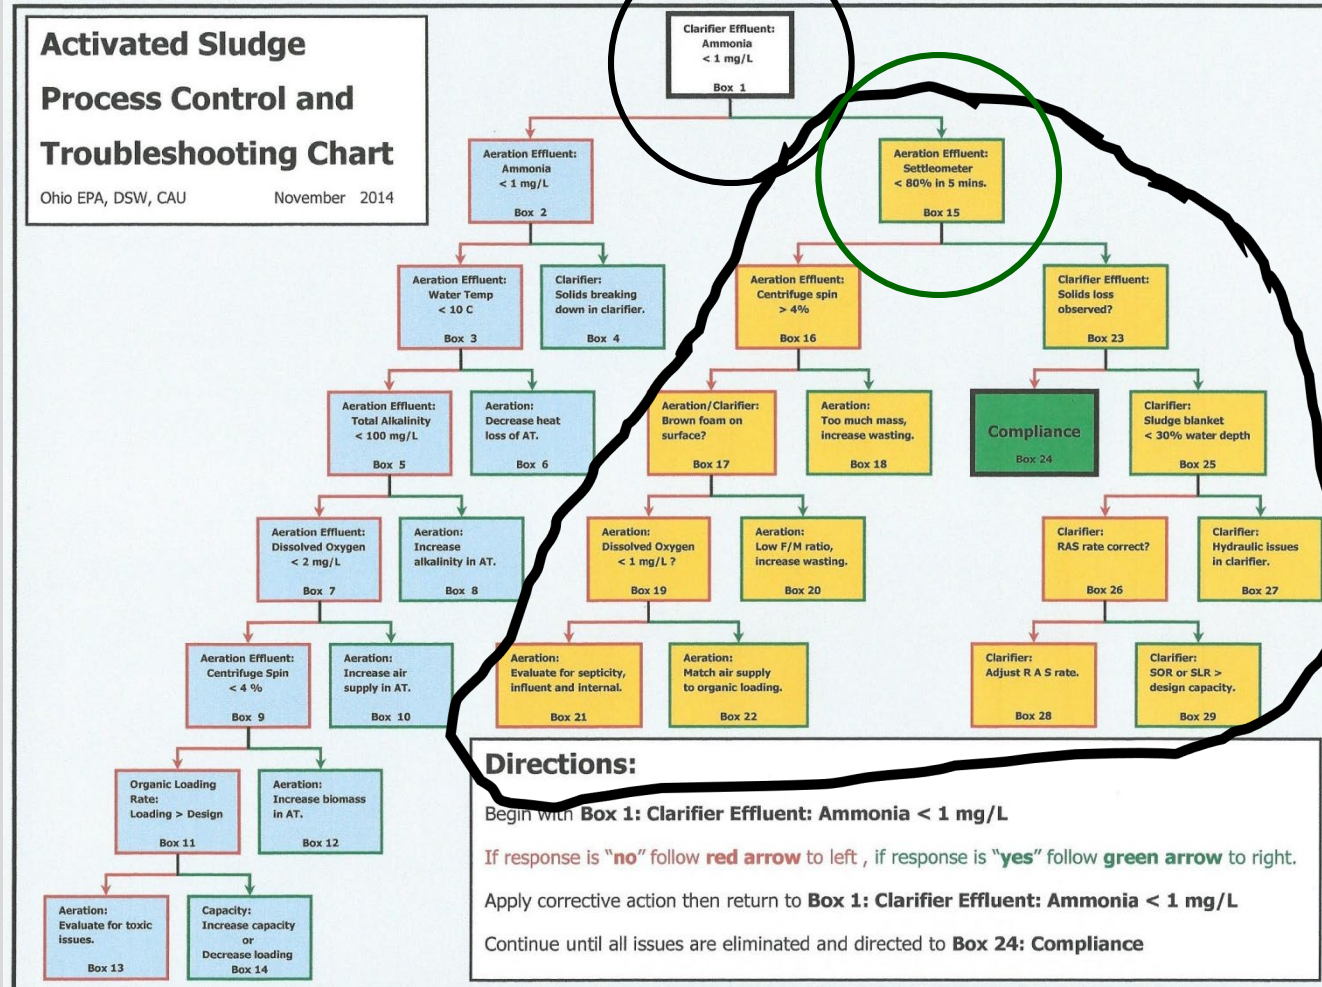 Activated Sludge
Process Control and
Troubleshooting Chart
Ohio EPA, DSW, CAU November 2014
Clarifier Effluent:
Ammonia
< 1 mg/L
Box 1
Aeration Effluent:
Ammonia
< 1 mg/L
Box 2
Aeration Effluent:
Settleometer
< 80% in 5 mins.
Box 15
Aeration Effluent:
Water Temp
< 10 C
Box 3
Clarifier:
Solids breaking
down in clarifier.
Box 4
Aeration Effluent:
Centrifuge spin
> 4%
Box 16
Clarifier Effluent:
Solids loss
observed?
Box 23
Aeration Effluent:
Total Alkalinity
< 100 mg/L
Box 5
Aeration:
Decrease heat
loss of AT.
Box 6
Aeration/Clarifier:
Brown foam on
surface?
Box 17
Aeration:
Too much mass,
increase wasting.
Box 18
Compliance
Box 24
Clarifier:
Sludge blanket
< 30% water depth
Box 25
Aeration Effluent:
Dissolved Oxygen
< 2 mg/L
Box 7
Aeration:
Increase
alkalinity in AT.
Box 8
Aeration:
Dissolved Oxygen
< 1 mg/L ?
Box 19
Aeration:
Low F/M ratio,
increase wasting.
Box 20
Clarifier:
RAS rate correct?
Box 26
Clarifier:
Hydraulic issues
in clarifier.
Box 27
Aeration Effluent:
Centrifuge Spin
< 4 %
Box 9
Aeration:
Increase air
supply in AT.
Box 10
Aeration:
Evaluate for septicity,
influent and internal.
Box 21
Aeration:
Match air supply
to organic loading.
Box 22
Clarifier:
Adjust R A S rate.
Box 28
Clarifier:
SOR or SLR >
design capacity.
Box 29
Organic Loading
Rate:
Loading > Design
Box 11
Aeration:
Increase biomass
in AT.
Box 12
Aeration:
Evaluate for toxic
issues.
Box 13
Capacity:
Increase capacity
or
Decrease loading
Box 14
Directions:
Begin with Box 1: Clarifier Effluent: Ammonia < 1 mg/L
If response is “no” follow red arrow to left , if response is “yes” follow green arrow to right.
Apply corrective action then return to Box 1: Clarifier Effluent: Ammonia < 1 mg/L
Continue until all issues are eliminated and directed to Box 24: Compliance